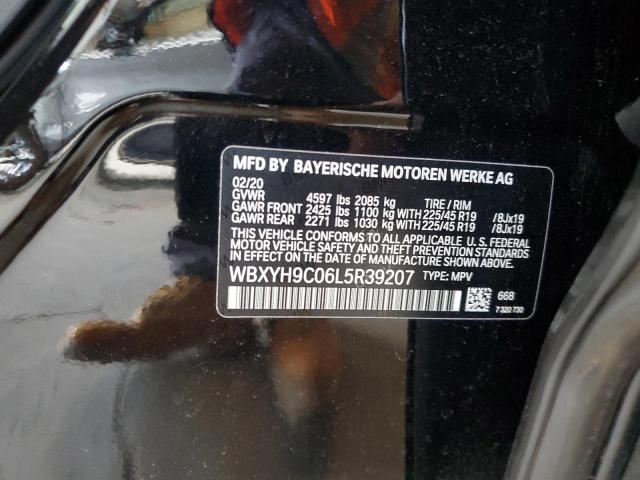 MFD BY BAYERISCHE MOTOREN WERKE AG
02/20
GVWR 4597 lbs 2085 kg TIRE / RIM
GAWR FRONT 2425 lbs 1100 kg WITH 225/45 R19 /8Jx19
GAWR REAR 2271 lbs 1030 kg WITH 225/45 R19 /8Jx19
THIS VEHICLE CONFORMS TO ALL APPLICABLE U.S. FEDERAL
MOTOR VEHICLE SAFETY AND THEFT PREVENTION STANDARDS
IN EFFECT ON THE DATE OF MANUFACTURE SHOWN ABOVE.
WBXYH9C06L5R39207 TYPE: MPV
668
7 320 730